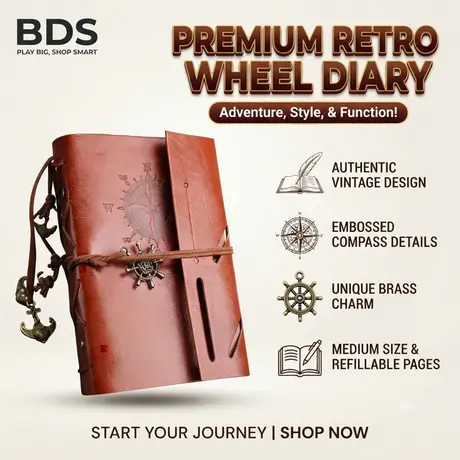 BDS
PLAY BIG, SHOP SMART
PREMIUM RETRO
WHEEL DIARY
Adventure, Style, & Function!
AUTHENTIC
VINTAGE DESIGN
EMBOSSED
COMPASS DETAILS
UNIQUE BRASS
CHARM
MEDIUM SIZE &
REFILLABLE PAGES
START YOUR JOURNEY | SHOP NOW